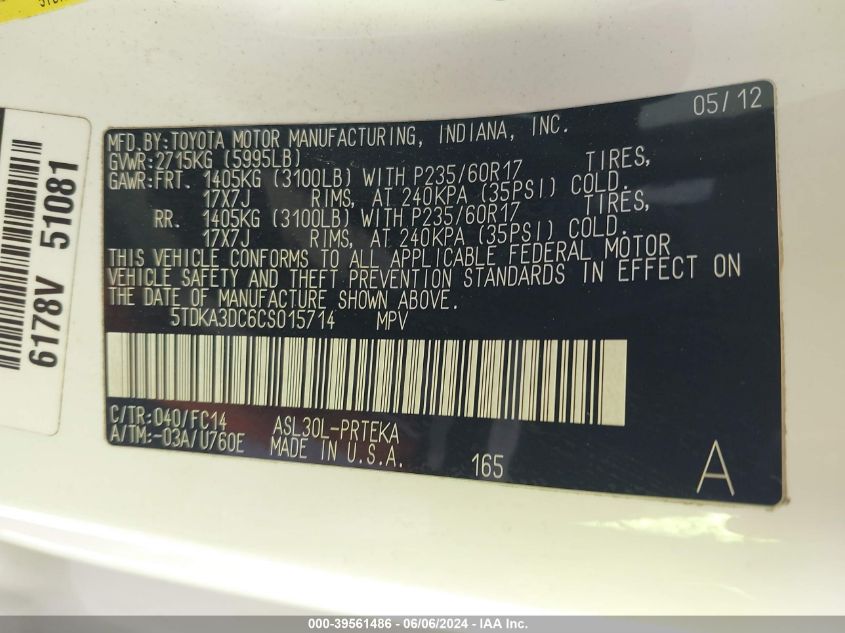 05/12
MFD.BY:TOYOTA MOTOR MANUFACTURING, INDIANA, INC.
GVWR:2715KG (5995LB)
GAWR:FRT. 1405KG (3100LB) WITH P235/60R17 TIRES,
17X7J RIMS, AT 240KPA (35PSI) COLD.
RR. 1405KG (3100LB) WITH P235/60R17 TIRES,
17X7J RIMS, AT 240KPA (35PSI) COLD.
THIS VEHICLE CONFORMS TO ALL APPLICABLE FEDERAL MOTOR
VEHICLE SAFETY AND THEFT PREVENTION STANDARDS IN EFFECT ON
THE DATE OF MANUFACTURE SHOWN ABOVE.
5TDKA3DC6CS015714 MPV
C/TR:040/FC14 ASL30L-PRTEKA
A/TM:-03A/U760E MADE IN U.S.A.
165
A
6178V 51081
000-39561486 - 06/06/2024 - IAA Inc.